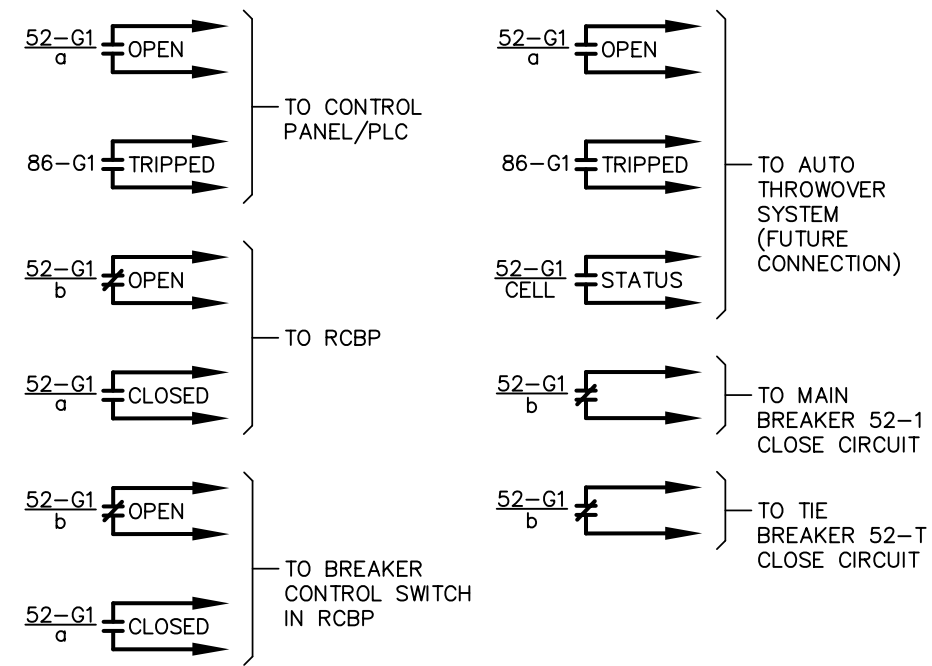 52-G1
a
OPEN
86-G1 TRIPPED
TO CONTROL
PANEL/PLC
52-G1
b
OPEN
52-G1
a
CLOSED
TO RCBP
52-G1
b
OPEN
52-G1
a
CLOSED
TO BREAKER
CONTROL SWITCH
IN RCBP
52-G1
a
OPEN
86-G1 TRIPPED
52-G1
CELL
STATUS
TO AUTO
THROWOVER
SYSTEM
(FUTURE
CONNECTION)
52-G1
b
TO MAIN
BREAKER 52-1
CLOSE CIRCUIT
52-G1
b
TO TIE
BREAKER 52-T
CLOSE CIRCUIT